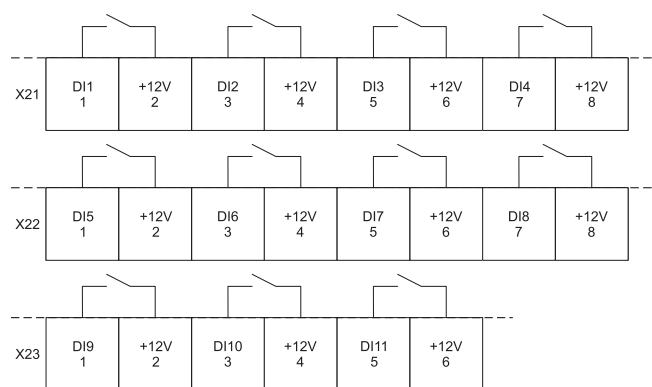 DI1 +12V DI2 +12V DI3 +12V DI4 +12V
X21 1 2 3 4 5 6 7 8
DI5 +12V DI6 +12V DI7 +12V DI8 +12V
X22 1 2 3 4 5 6 7 8
DI9 +12V DI10 +12V DI11 +12V
X23 1 2 3 4 5 6